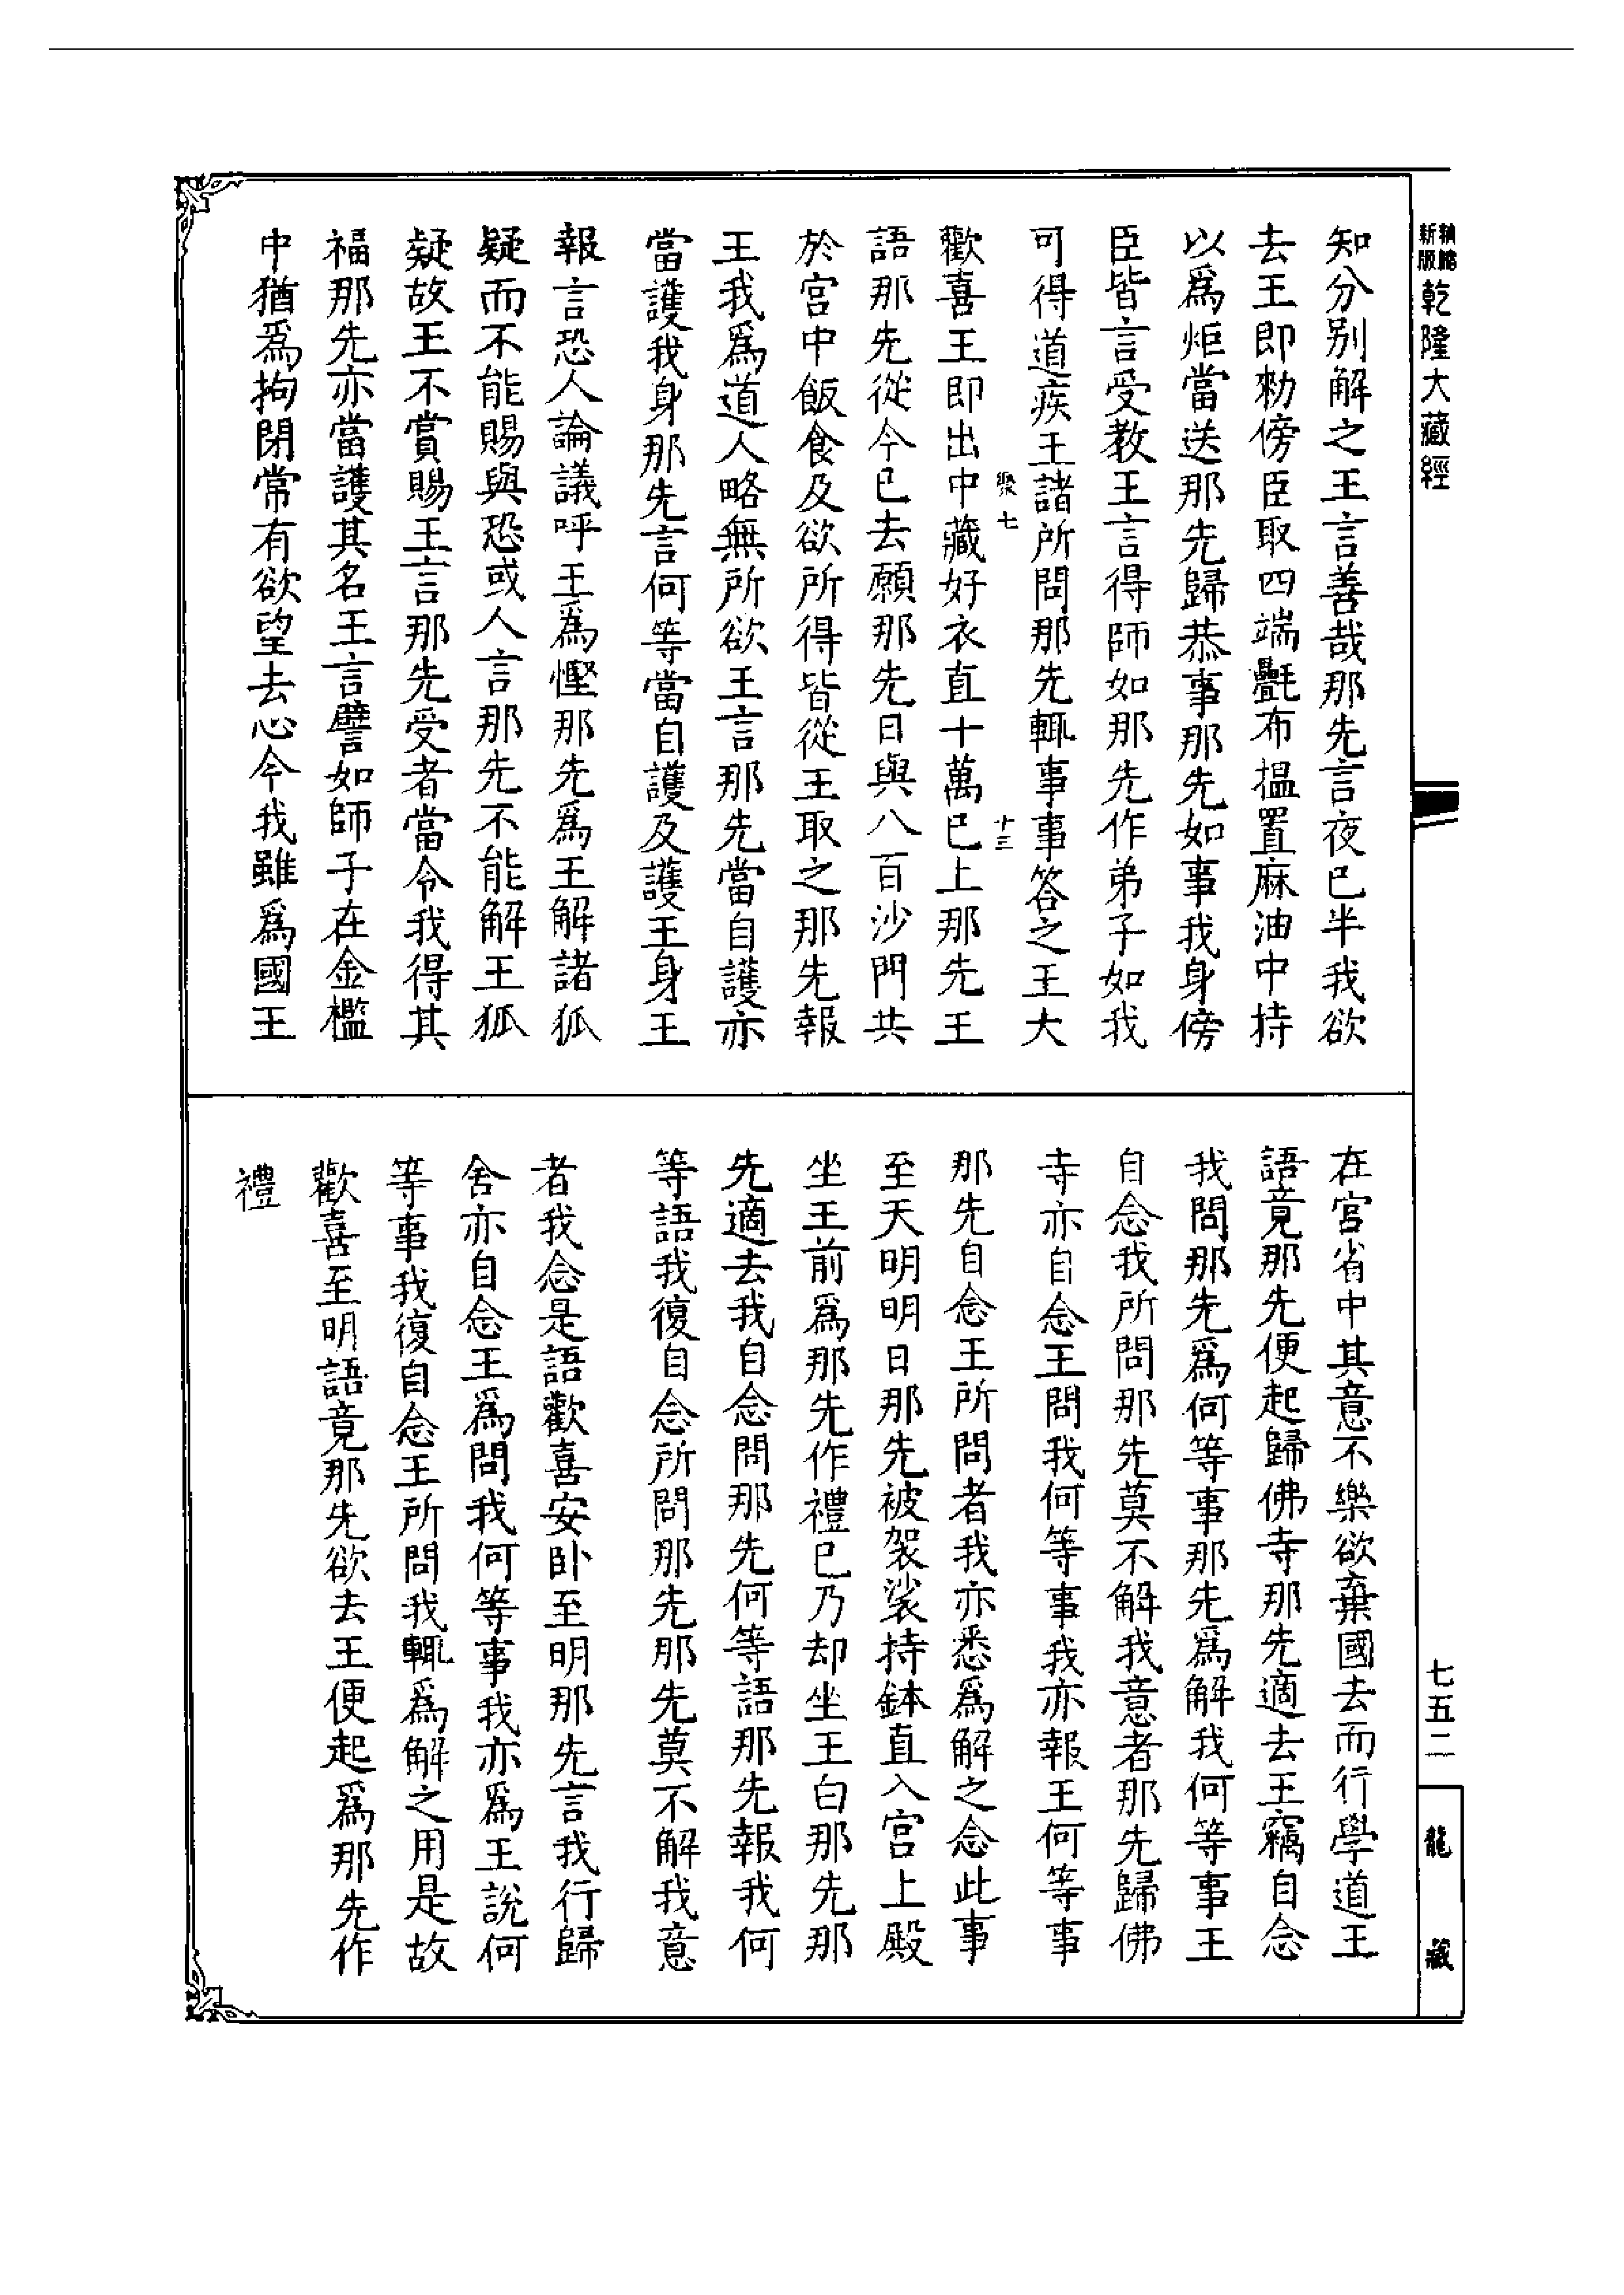 新編
縮版
乾隆大藏經
知分别解之王言善哉那先言夜已半我欲
去王即勑傍臣取四端㲲布揾置麻油中持
以爲炬當送那先歸恭事那先如事我身傍
臣皆言受教王言得師如那先作弟子如我
可得道疾王諸所問那先輒事事答之王大
聚七
十三
歡喜王即出中藏好衣直十萬已上那先王
語那先從今已去願那先日與八百沙門共
於宮中飯食及欲所得皆從王取之那先報
王我爲道人略無所欲王言那先當自護亦
當護我身那先言何等當自護及護王身王
報言恐人論議呼王爲慳那先爲王解諸狐
疑而不能賜與恐或人言那先不能解王狐
疑故王不賞賜王言那先受者當令我得其
福那先亦當護其名王言譬如師子在金檻
中猶爲拘閉常有欲望去心今我雖爲國王
在宮省中其意不樂欲棄國去而行學道王
語竟那先便起歸佛寺那先適去王竊自念
我問那先爲何等事那先爲解我何等事王
自念我所問那先莫不解我意者那先歸佛
寺亦自念王問我何等事我亦報王何等事
那先自念王所問者我亦悉爲解之念此事
至天明明日那先被袈裟持鉢直入宮上殿
坐王前爲那先作禮已乃却坐王白那先那
先適去我自念問那先何等語那先報我何
等語我復自念所問那先那先莫不解我意
者我念是語歡喜安卧至明那先言我行歸
舍亦自念王爲問我何等事我亦爲王說何
等事我復自念王所問我輒爲解之用是故
歡喜至明語竟那先欲去王便起爲那先作
禮
七五二
龍藏